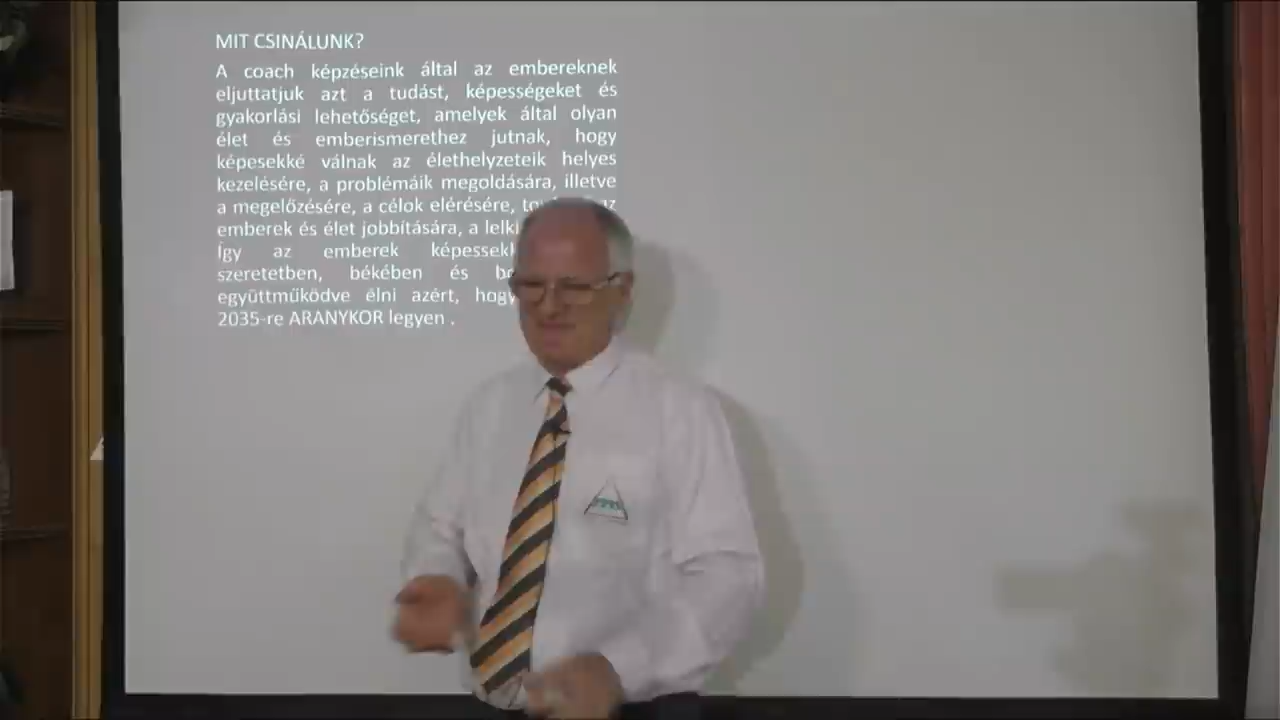 MIT CSINÁLUNK?
A coach képzéseink által az embereknek
eljuttatjuk azt a tudást, képességeket és
gyakorlási lehetőséget, amelyek által olyan
élet és emberismerethez jutnak, hogy
képesekké válnak az élethelyzeteik helyes
kezelésére, a problémáik megoldására, illetve
a megelőzésére, a célok elérésére,
emberek és élet jobbítására, a
Így az emberek
szeretetben, békében és
együttműködve élni azért, hogy
2035-re ARANYKOR legyen .